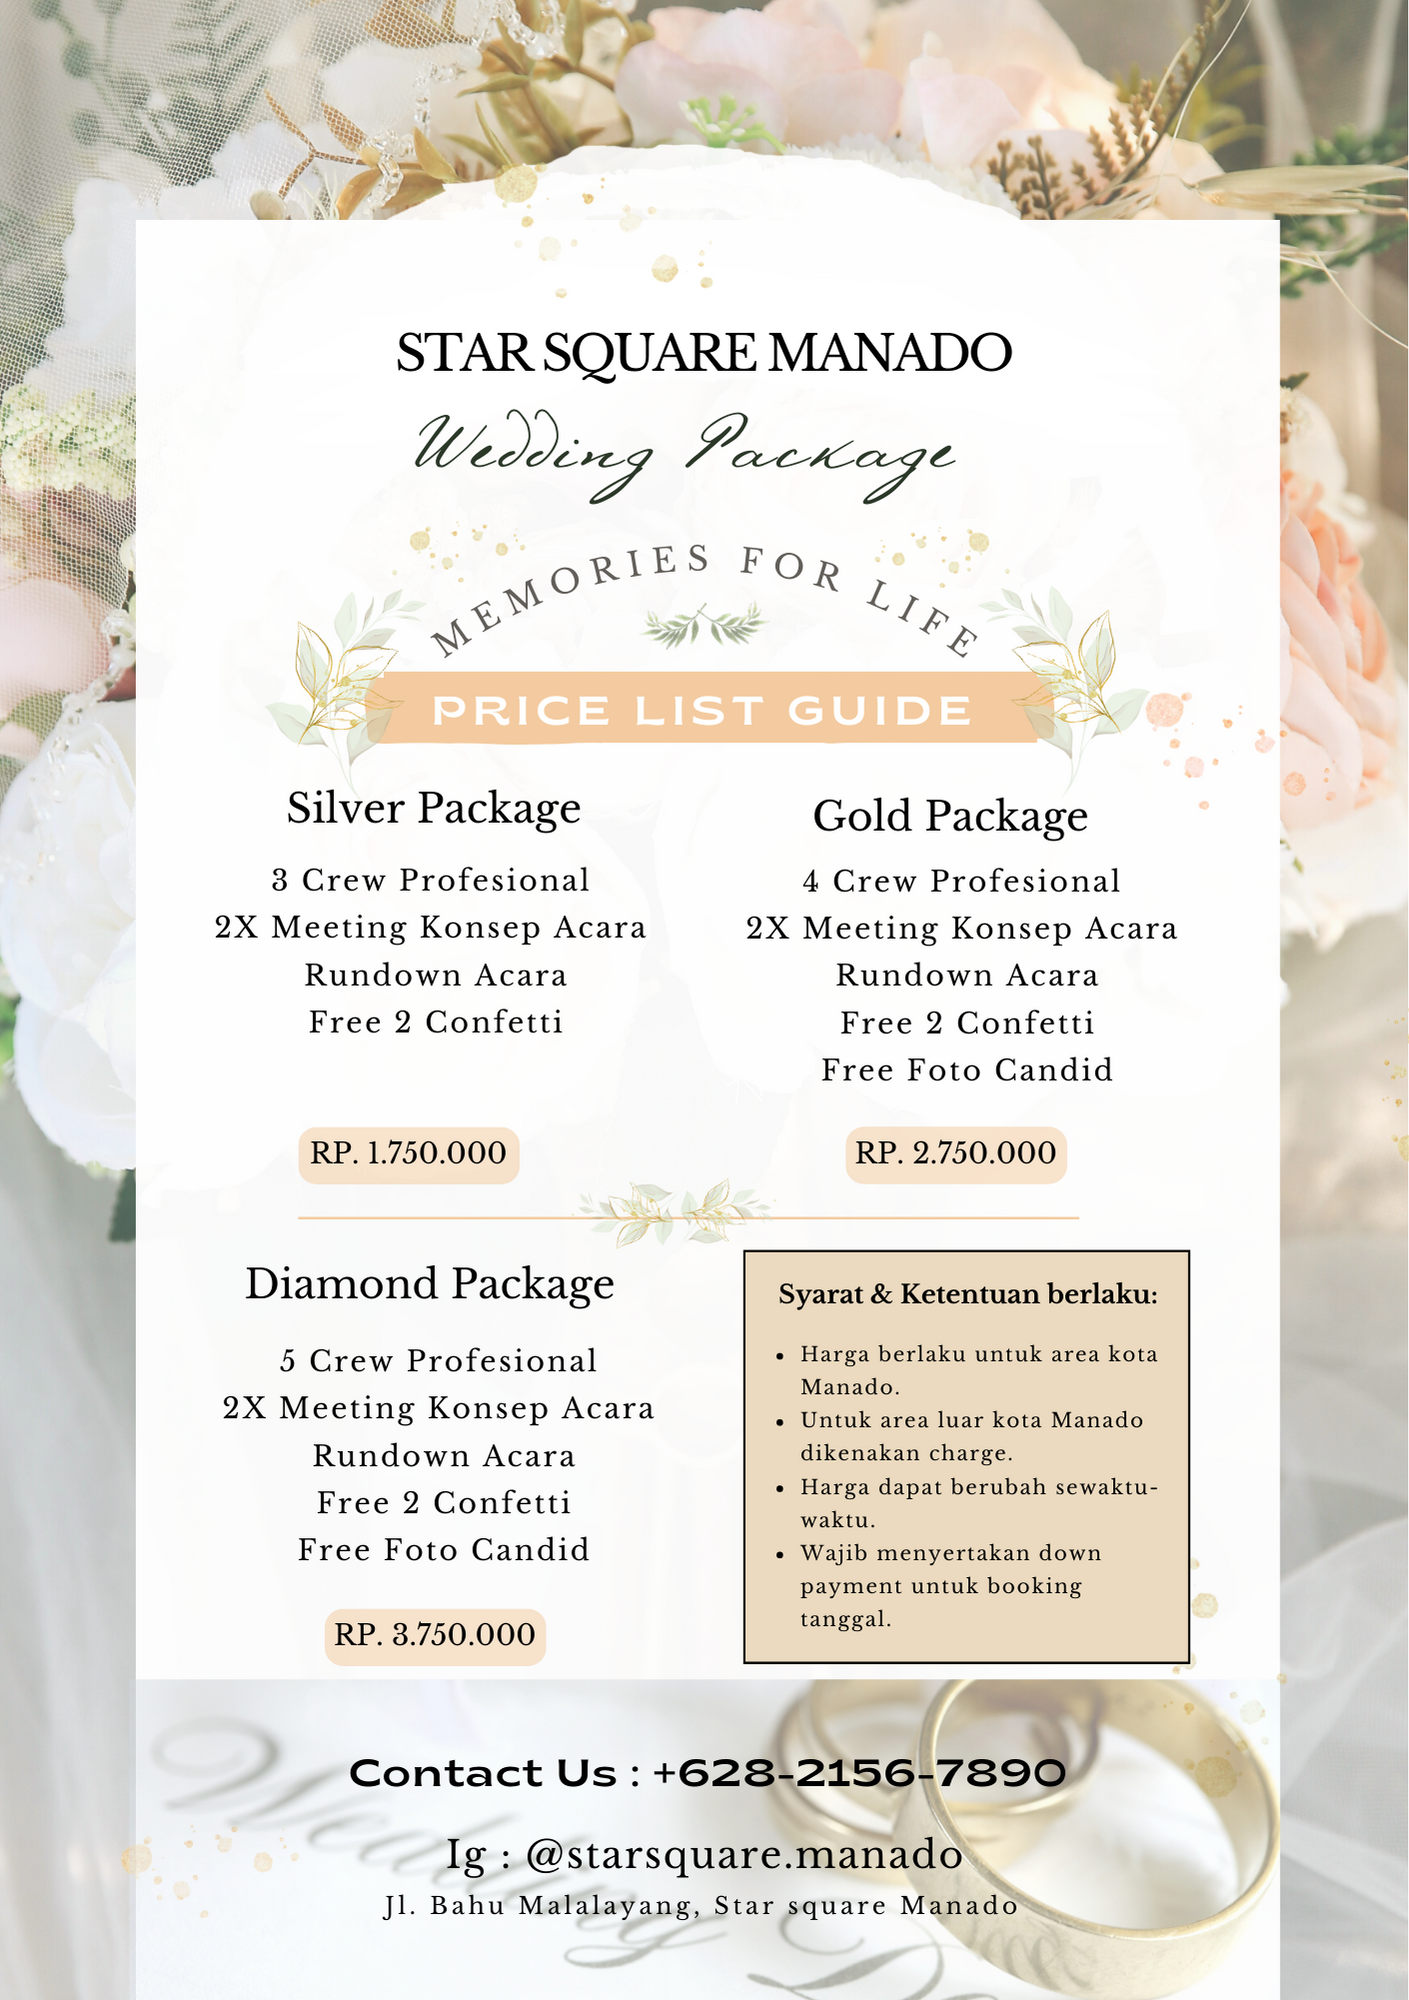 STAR SQUARE MANADO
Wedding Package
MEMORIES FOR LIFE
PRICE LIST GUIDE
Silver Package
3 Crew Profesional
2X Meeting Konsep Acara
Rundown Acara
Free 2 Confetti
RP. 1.750.000
Gold Package
4 Crew Profesional
2X Meeting Konsep Acara
Rundown Acara
Free 2 Confetti
Free Foto Candid
RP. 2.750.000
Diamond Package
5 Crew Profesional
2X Meeting Konsep Acara
Rundown Acara
Free 2 Confetti
Free Foto Candid
RP. 3.750.000
Syarat & Ketentuan berlaku:
• Harga berlaku untuk area kota
Manado.
• Untuk area luar kota Manado
dikenakan charge.
• Harga dapat berubah sewaktu-
waktu.
• Wajib menyertakan down
payment untuk booking
tanggal.
Contact Us : +628-2156-7890
Ig : @starsquare.manado
Jl. Bahu Malalayang, Star square Manado
Wedding